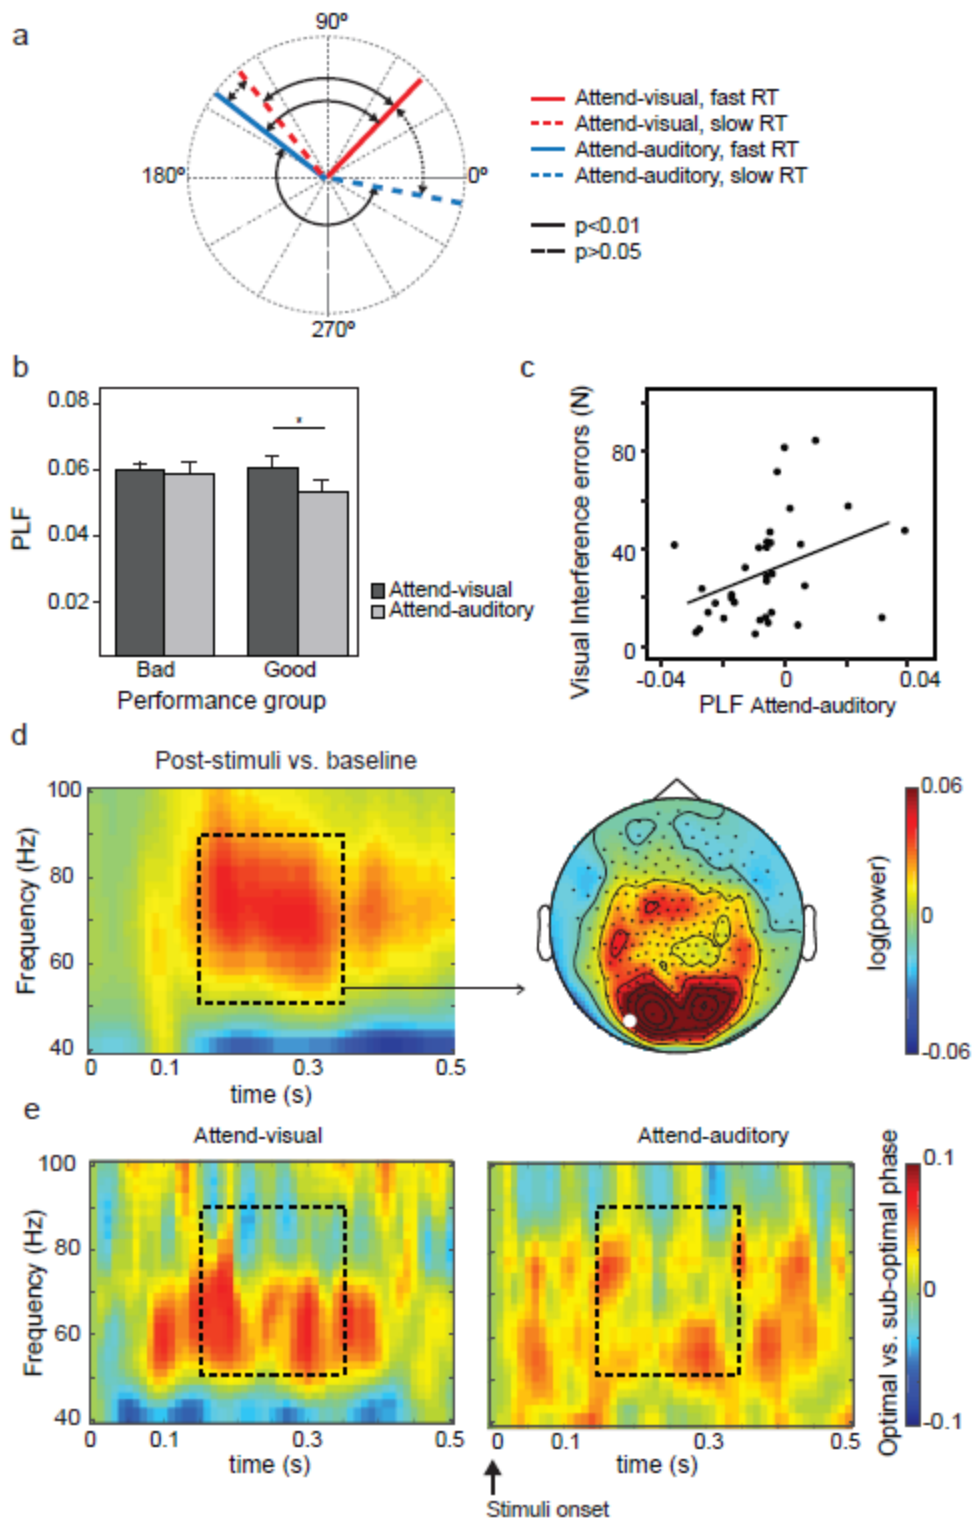 a
90º
180º
0º
270º
Attend-visual, fast RT
Attend-visual, slow RT
Attend-auditory, fast RT
Attend-auditory, slow RT
p<0.01
p>0.05
b
0.08
0.06
0.04
0.02
PLF
*
Bad
Good
Performance group
Attend-visual
Attend-auditory
c
Visual Interference errors (N)
80
40
0
-0.04
0
0.04
PLF Attend-auditory
d
Post-stimuli vs. baseline
Frequency (Hz)
100
80
60
40
0
0.1
0.3
0.5
time (s)
0.06
0
-0.06
log(power)
e
Attend-visual
Frequency (Hz)
100
80
60
40
0
0.1
0.3
0.5
time (s)
Attend-auditory
0
0.1
0.3
0.5
time (s)
Stimuli onset
Optimal vs. sub-optimal phase
0.1
0
-0.1